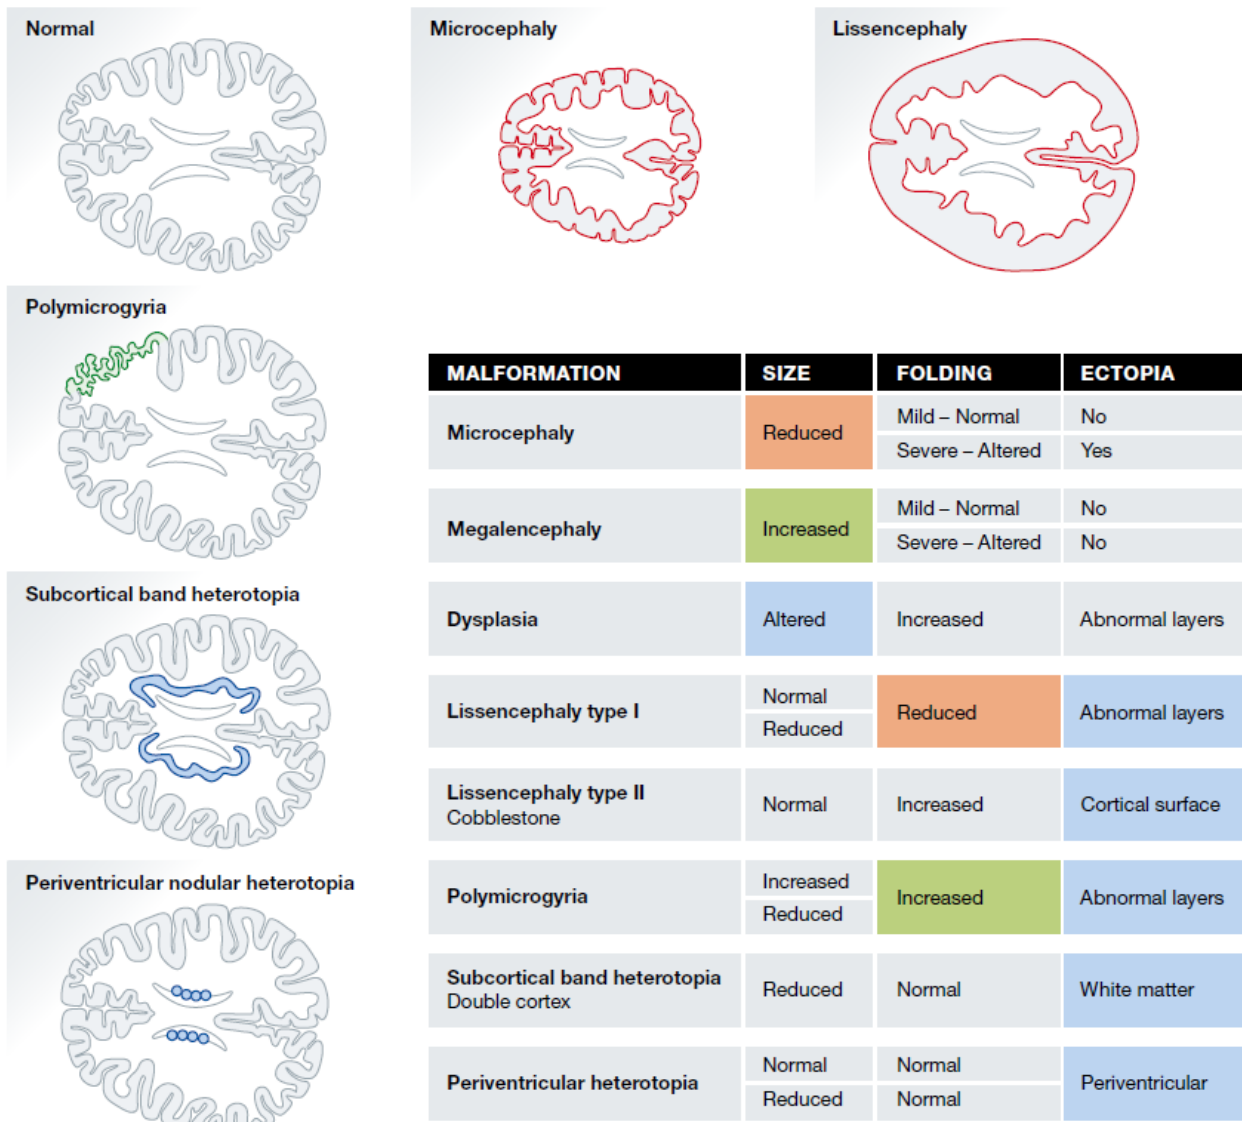 Normal
Microcephaly
Lissencephaly
Polymicrogyria
Subcortical band heterotopia
Periventricular nodular heterotopia
MALFORMATION SIZE FOLDING ECTOPIA
Microcephaly Reduced Mild – Normal No
Severe – Altered Yes
Megalencephaly Increased Mild – Normal No
Severe – Altered No
Dysplasia Altered Increased Abnormal layers
Lissencephaly type I Normal Reduced Abnormal layers
Reduced
Lissencephaly type II Normal Increased Cortical surface
Cobblestone
Polymicrogyria Increased Increased Abnormal layers
Reduced
Subcortical band heterotopia Reduced Normal White matter
Double cortex
Periventricular heterotopia Normal Normal Periventricular
Reduced Normal